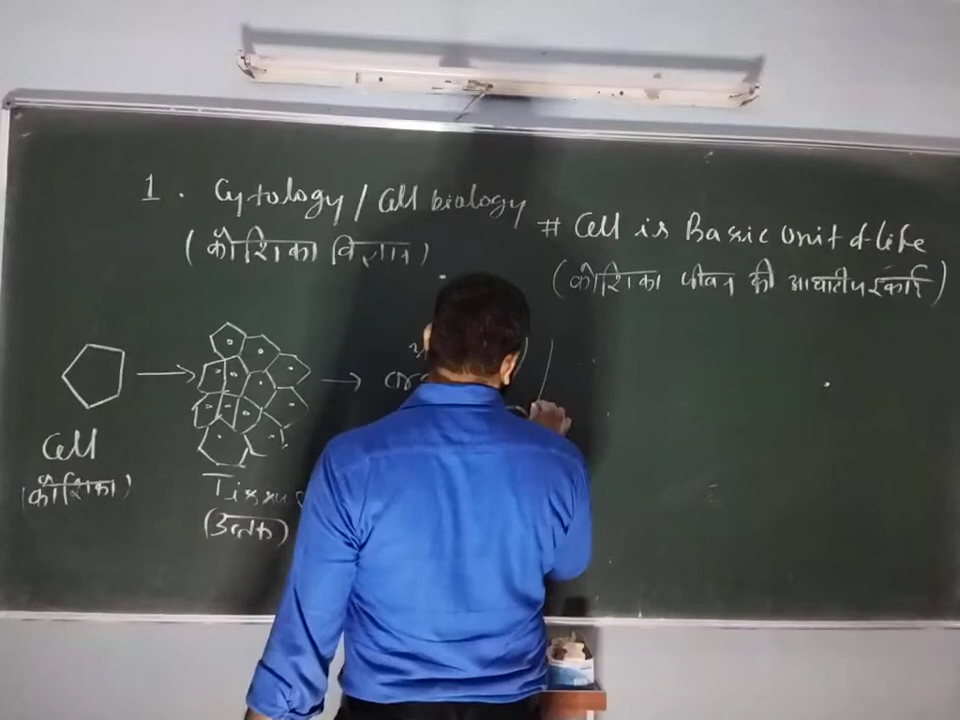 1. Cytology / Cell biology
(कोशिका विज्ञान)
# Cell is Basic Unit of Life
(कोशिका जीवन की आधारीय इकाई)
Cell
(कोशिका)
Tissue
(उत्तक)